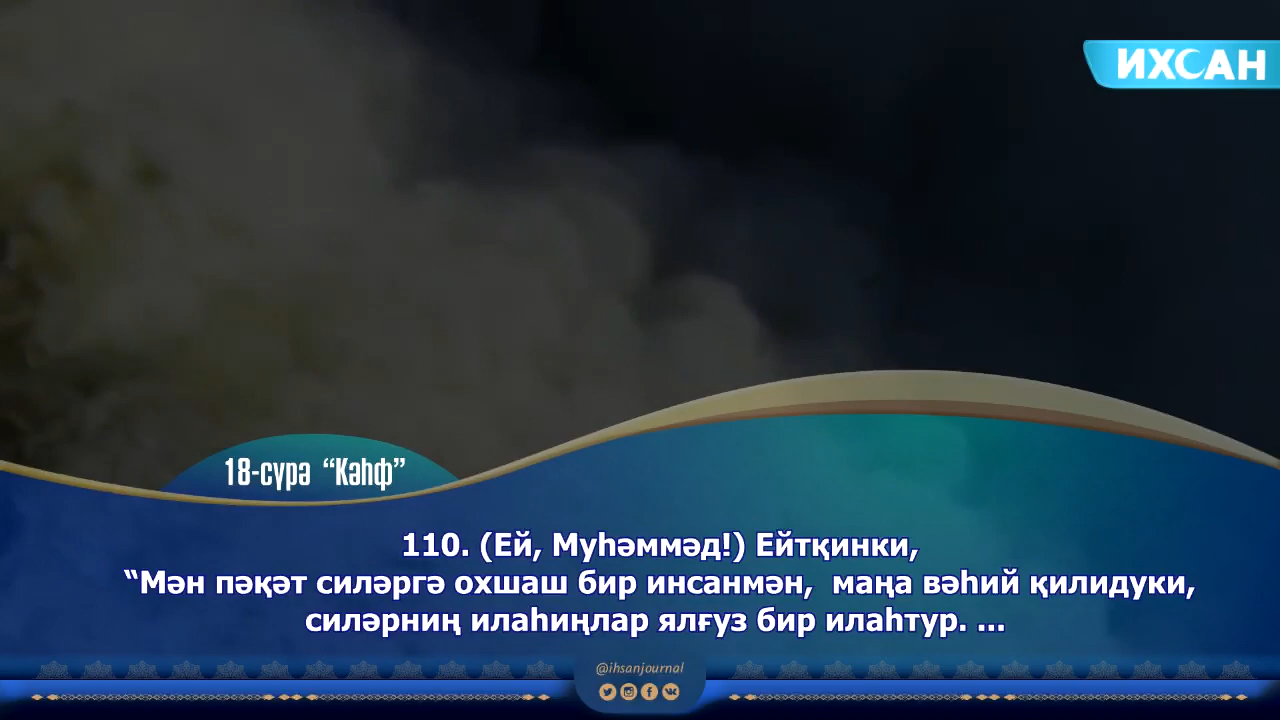 ИХСАН
18-сүрә “Кәһф”
110. (Ей, Муһәммәд!) Ейтқинки,
“Мән пәқәт силәргә охшаш бир инсанмән,  маңа вәһий қилидуки,
силәрниң илаһиңлар ялғуз бир илаһтур. ...
@ihsanjournal